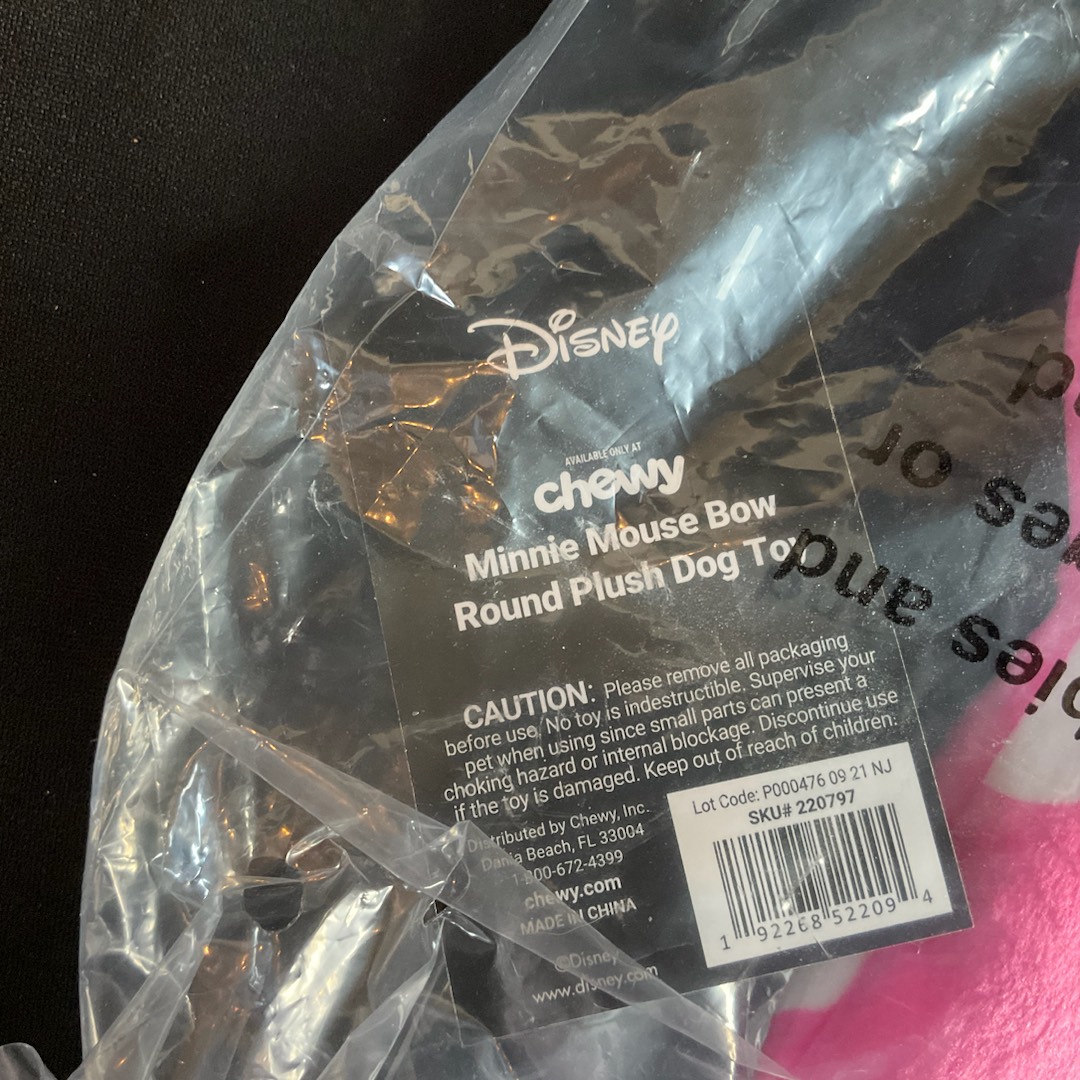 Disney
AVAILABLE ONLY AT
chewy
Minnie Mouse Bow
Round Plush Dog Toy
CAUTION: Please remove all packaging
before use. No toy is indestructible. Supervise your
pet when using since small parts can present a
choking hazard or internal blockage. Discontinue use
if the toy is damaged. Keep out of reach of children.
Distributed by Chewy, Inc.
Dania Beach, FL 33004
1-800-672-4399
chewy.com
MADE IN CHINA
©Disney
www.disney.com
Lot Code: P000476 09 21 NJ
SKU# 220797
1 92268 52209 4
or
and